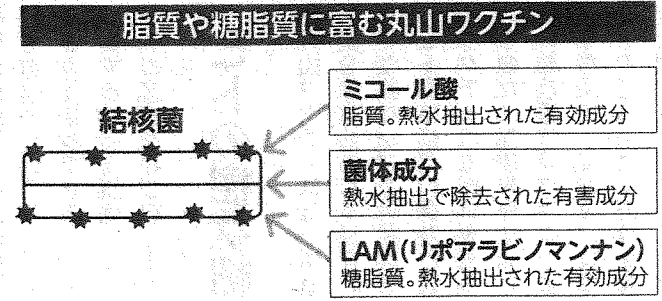 脂質や糖脂質に富む丸山ワクチン
結核菌
ミコール酸
脂質。熱水抽出された有効成分
菌体成分
熱水抽出で除去された有害成分
LAM(リポアラビノマンナン)
糖脂質。熱水抽出された有効成分